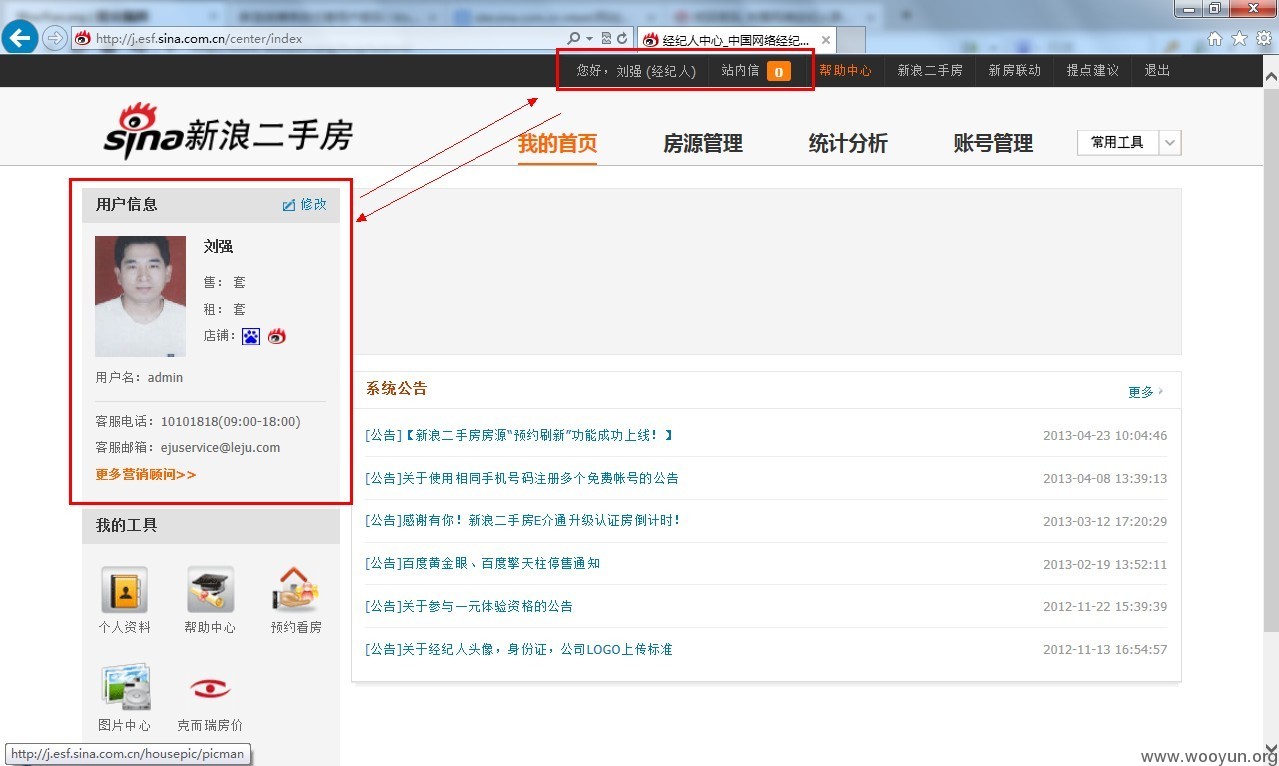 http://j.esf.sina.com.cn/center/index
经纪人中心_中国网络经纪...
您好，刘强 (经纪人)
站内信 0
帮助中心
新浪二手房
新房联动
提点建议
退出
sina新浪二手房
我的首页
房源管理
统计分析
账号管理
常用工具
用户信息
修改
刘强
售： 套
租： 套
店铺：
用户名：admin
客服电话：10101818(09:00-18:00)
客服邮箱：ejuservice@leju.com
更多营销顾问>>
系统公告
更多
[公告]【新浪二手房房源“预约刷新”功能成功上线！】 2013-04-23 10:04:46
[公告]关于使用相同手机号码注册多个免费帐号的公告 2013-04-08 13:39:13
[公告]感谢有你！新浪二手房E介通升级认证房倒计时！ 2013-03-12 17:20:29
[公告]百度黄金眼、百度擎天柱停售通知 2013-02-19 13:52:11
[公告]关于参与一元体验资格的公告 2012-11-22 15:39:39
[公告]关于经纪人头像，身份证，公司LOGO上传标准 2012-11-13 16:54:57
我的工具
个人资料
帮助中心
预约看房
图片中心
克而瑞房价
http://j.esf.sina.com.cn/housepic/picman
www.wooyun.org